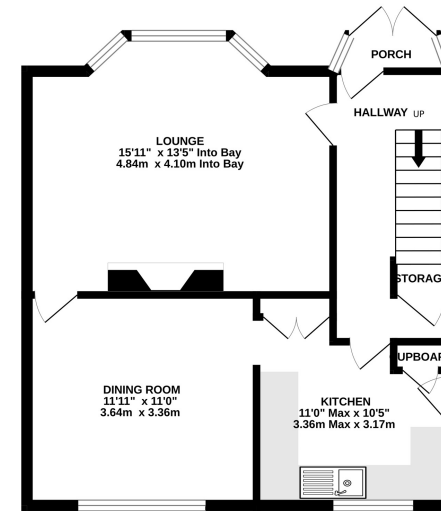 PORCH
HALLWAY UP
LOUNGE
15'11" x 13'5" Into Bay
4.84m x 4.10m Into Bay
STORAG
UPBOAR
DINING ROOM
11'11" x 11'0"
3.64m x 3.36m
KITCHEN
11'0" Max x 10'5"
3.36m Max x 3.17m